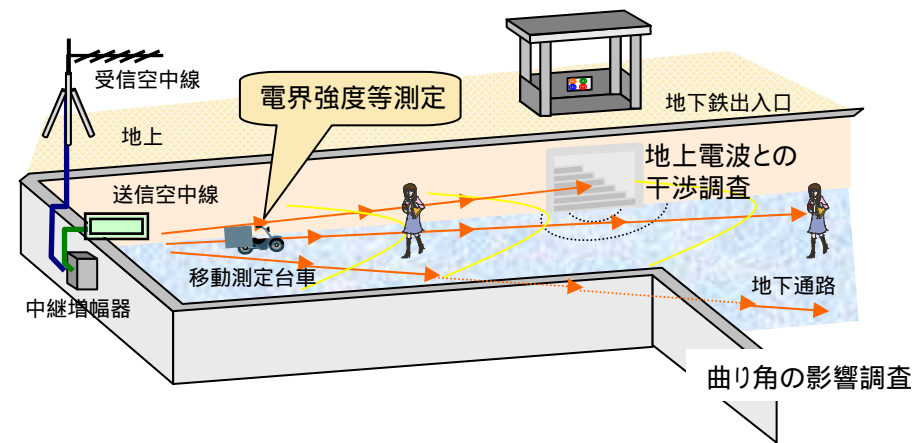 受信空中線
電界強度等測定
地下鉄出入口
地上
地上電波との
干渉調査
送信空中線
移動測定台車
地下通路
中継増幅器
曲り角の影響調査